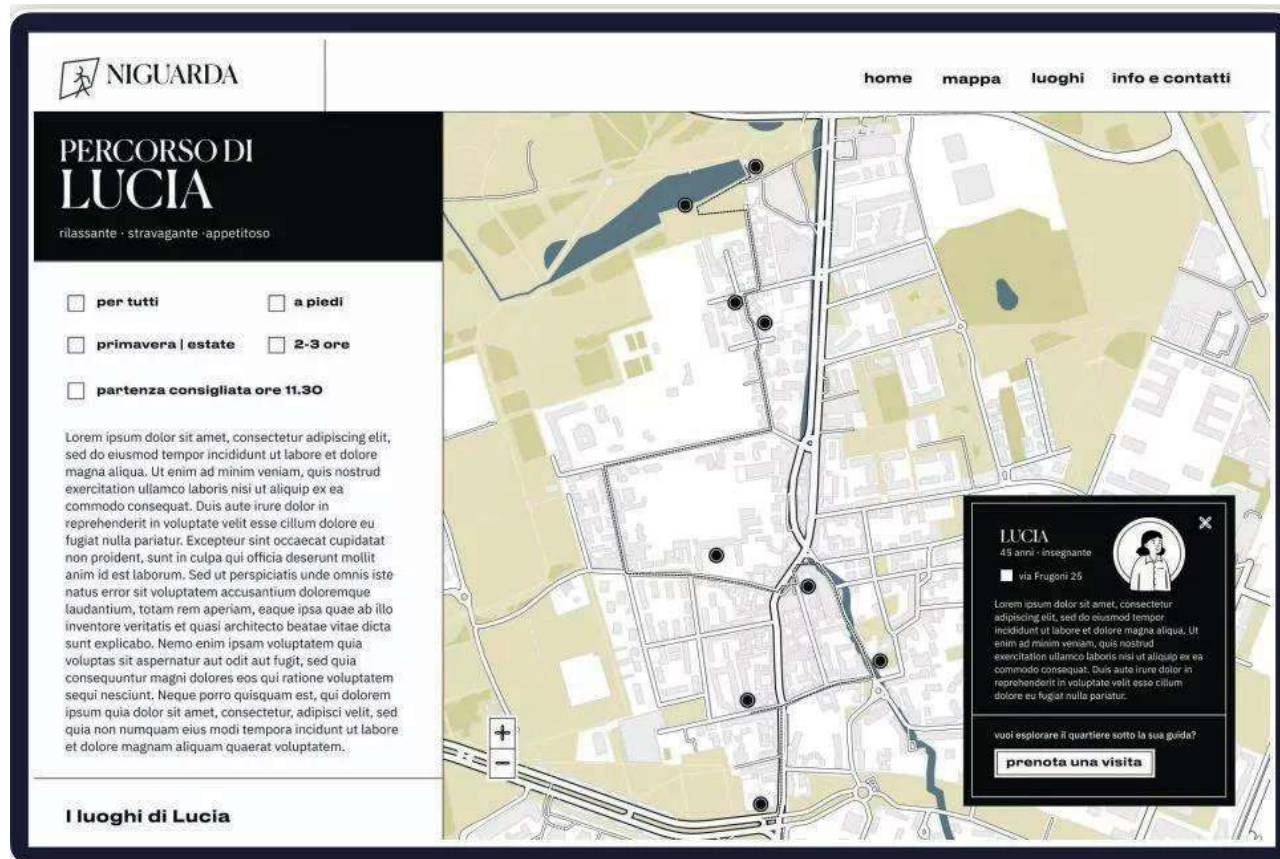 NIGUARDA
home mappa luoghi info e contatti
PERCORSO DI
LUCIA
rilassante · stravagante ·appetitoso
per tutti
a piedi
primavera | estate
2-3 ore
partenza consigliata ore 11.30
Lorem ipsum dolor sit amet, consectetur adipiscing elit,
sed do eiusmod tempor incididunt ut labore et dolore
magna aliqua. Ut enim ad minim veniam, quis nostrud
exercitation ullamco laboris nisi ut aliquip ex ea
commodo consequat. Duis aute irure dolor in
reprehenderit in voluptate velit esse cillum dolore eu
fugiat nulla pariatur. Excepteur sint occaecat cupidatat
non proident, sunt in culpa qui officia deserunt mollit
anim id est laborum. Sed ut perspiciatis unde omnis iste
natus error sit voluptatem accusantium doloremque
laudantium, totam rem aperiam, eaque ipsa quae ab illo
inventore veritatis et quasi architecto beatae vitae dicta
sunt explicabo. Nemo enim ipsam voluptatem quia
voluptas sit aspernatur aut odit aut fugit, sed quia
consequuntur magni dolores eos qui ratione voluptatem
sequi nesciunt. Neque porro quisquam est, qui dolorem
ipsum quia dolor sit amet, consectetur, adipisci velit, sed
quia non numquam eius modi tempora incidunt ut labore
et dolore magnam aliquam quaerat voluptatem.
I luoghi di Lucia
+
−
LUCIA
45 anni · insegnante
via Frugoni 25
Lorem ipsum dolor sit amet, consectetur
adipiscing elit, sed do eiusmod tempor
incididunt ut labore et dolore magna aliqua. Ut
enim ad minim veniam, quis nostrud
exercitation ullamco laboris nisi ut aliquip ex ea
commodo consequat. Duis aute irure dolor in
reprehenderit in voluptate velit esse cillum
dolore eu fugiat nulla pariatur.
vuoi esplorare il quartiere sotto la sua guida?
prenota una visita